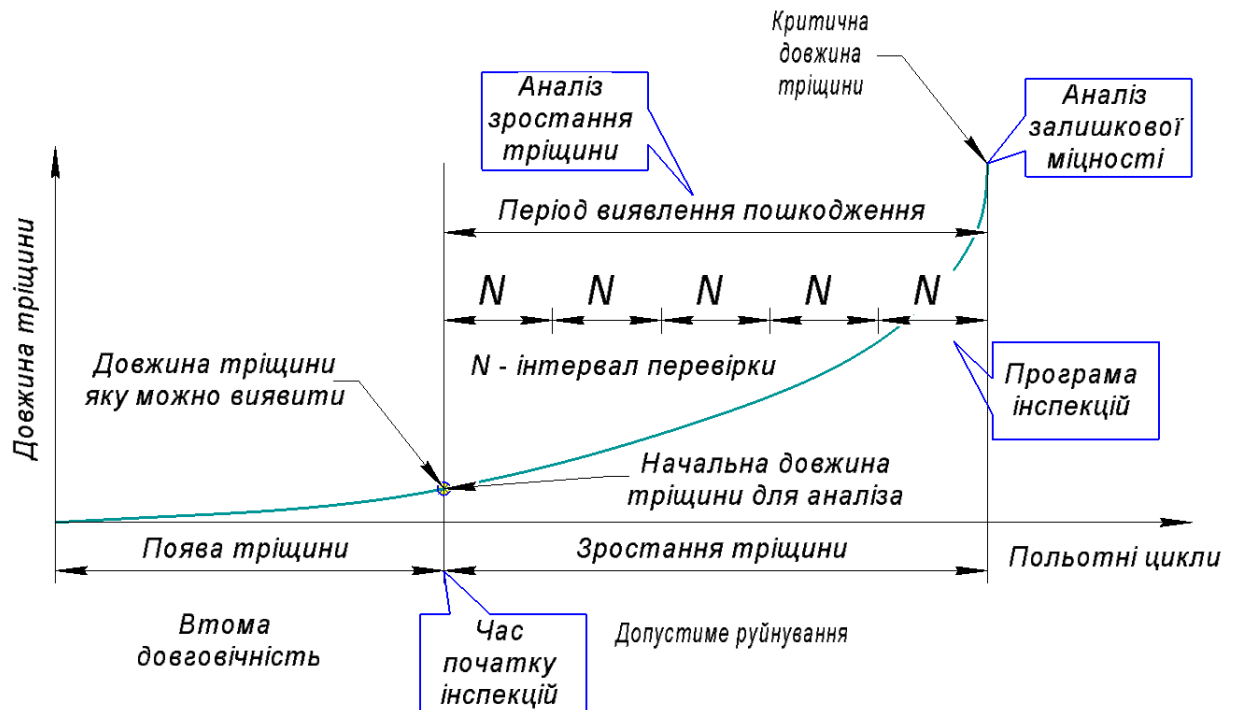 Критична
довжина
тріщини
Аналіз
зростання
тріщини
Аналіз
залишкової
міцності
Період виявлення пошкодження
N N N N N
N - інтервал перевірки
Довжина тріщини
Довжина тріщини
яку можно виявити
Програма
інспекцій
Начальна довжина
тріщини для аналіза
Поява тріщини
Зростання тріщини
Польотні цикли
Втома
довговічність
Час
початку
інспекцій
Допустиме руйнування